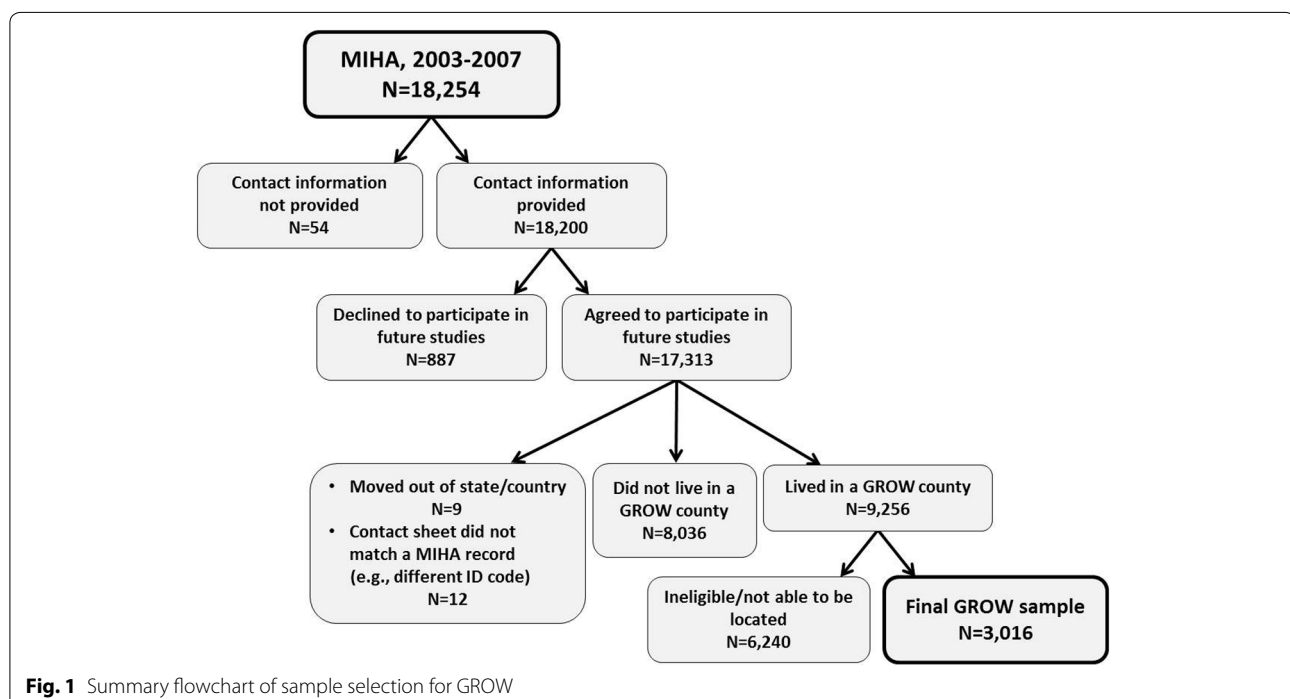 MIHA, 2003-2007
N=18,254
Contact information
not provided
N=54
Contact information
provided
N=18,200
Declined to participate in
future studies
N=887
Agreed to participate in
future studies
N=17,313
• Moved out of state/country
N=9
• Contact sheet did not
match a MIHA record
(e.g., different ID code)
N=12
Did not live in a
GROW county
N=8,036
Lived in a GROW county
N=9,256
Ineligible/not able to be
located
N=6,240
Final GROW sample
N=3,016
Fig. 1 Summary flowchart of sample selection for GROW